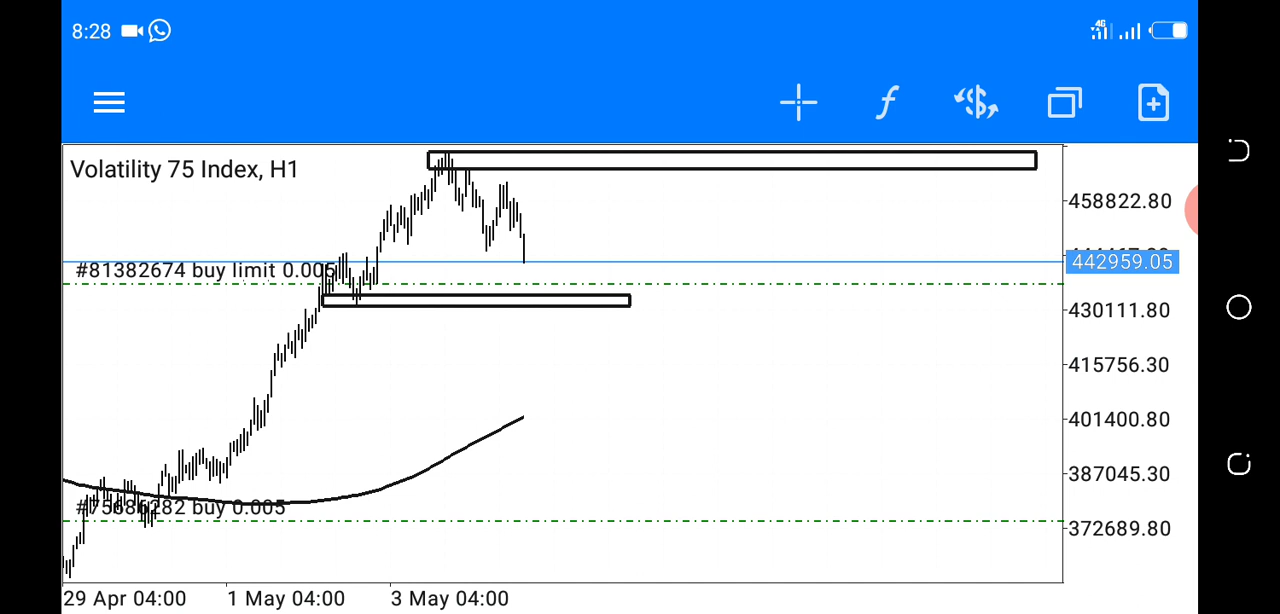 8:28
4G
Volatility 75 Index, H1
458822.80
442959.05
#81382674 buy limit 0.005
430111.80
415756.30
401400.80
387045.30
buy 0.005
372689.80
29 Apr 04:00 1 May 04:00 3 May 04:00